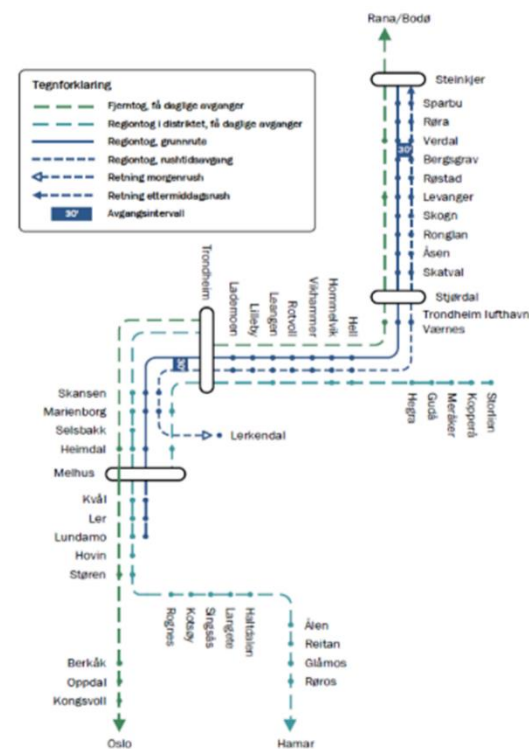 Rana/Bodø
Tegnforklaring
Fjerntog, få daglige avganger
Regiontog i distriktet, få daglige avganger
Regiontog, grunnrute
Regiontog, rushtidsavgang
Retning morgenrush
Retning ettermiddagsrush
30' Avgangsintervall
Steinkjer
Sparbu
Røra
Verdal
30'
Bergsgrav
Røstad
Levanger
Skogn
Ronglan
Åsen
Skatval
Stjørdal
Trondheim lufthavn
Værnes
Trondheim
Lademoen
Lilleby
Leangen
Rotvoll
Vikhammer
Hommelvik
Hell
30'
Hegra
Gudå
Meråker
Kopperå
Storlien
Skansen
Marienborg
Selsbakk
Lerkendal
Heimdal
Melhus
Kvål
Ler
Lundamo
Hovin
Støren
Rognes
Kotsøy
Singsås
Langete
Haltdalen
Ålen
Reitan
Glåmos
Røros
Berkåk
Oppdal
Kongsvoll
Oslo
Hamar